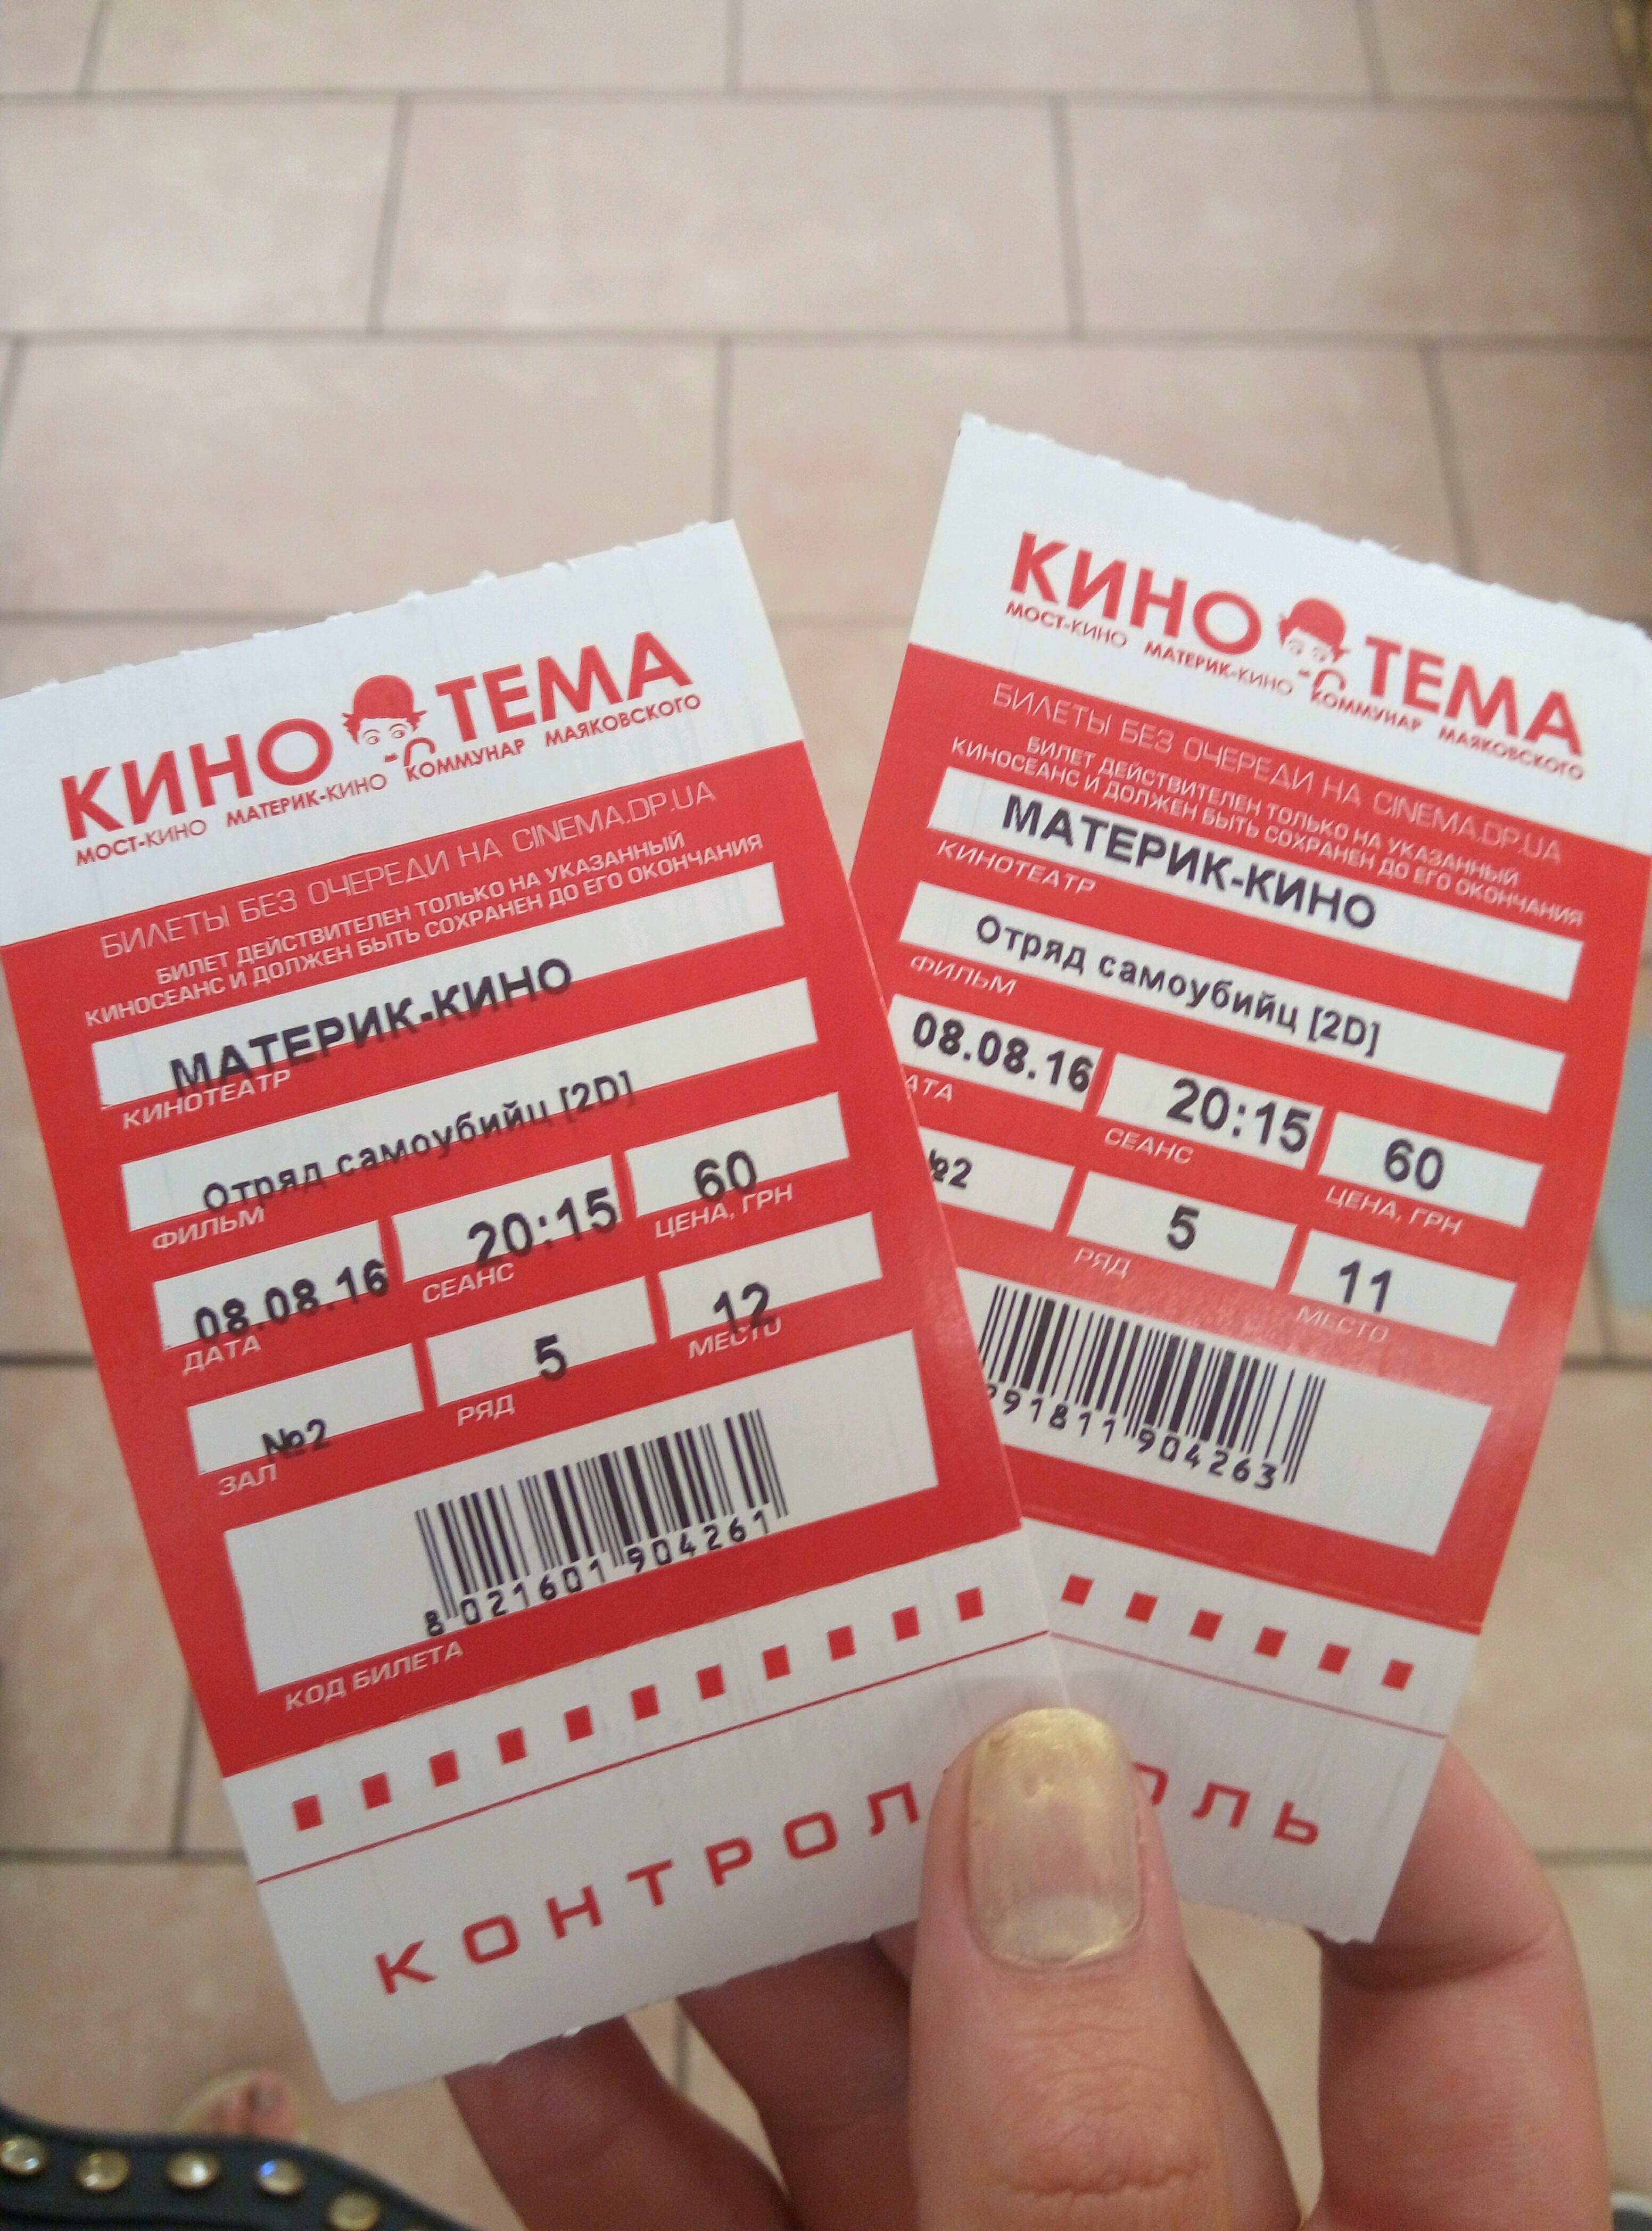 КИНО ТЕМА
МОСТ-КИНО МАТЕРИК-КИНО КОММУНАР МАЯКОВСКОГО
БИЛЕТЫ БЕЗ ОЧЕРЕДИ НА CINEMA.DP.UA
БИЛЕТ ДЕЙСТВИТЕЛЕН ТОЛЬКО НА УКАЗАННЫЙ
КИНОСЕАНС И ДОЛЖЕН БЫТЬ СОХРАНЕН ДО ЕГО ОКОНЧАНИЯ
МАТЕРИК-КИНО
КИНОТЕАТР
Отряд самоубийц [2D]
ФИЛЬМ
08.08.16 20:15 60
ДАТА СЕАНС ЦЕНА, ГРН
№2 5 12
ЗАЛ РЯД МЕСТО
8 021601 904261
КОД БИЛЕТА
КОНТРОЛ
КИНО ТЕМА
МОСТ-КИНО МАТЕРИК-КИНО КОММУНАР МАЯКОВСКОГО
БИЛЕТЫ БЕЗ ОЧЕРЕДИ НА CINEMA.DP.UA
БИЛЕТ ДЕЙСТВИТЕЛЕН ТОЛЬКО НА УКАЗАННЫЙ
КИНОСЕАНС И ДОЛЖЕН БЫТЬ СОХРАНЕН ДО ЕГО ОКОНЧАНИЯ
МАТЕРИК-КИНО
КИНОТЕАТР
Отряд самоубийц [2D]
ФИЛЬМ
08.08.16 20:15 60
АТА СЕАНС ЦЕНА, ГРН
№2 5 11
РЯД МЕСТО
91811 904263
ОЛЬ